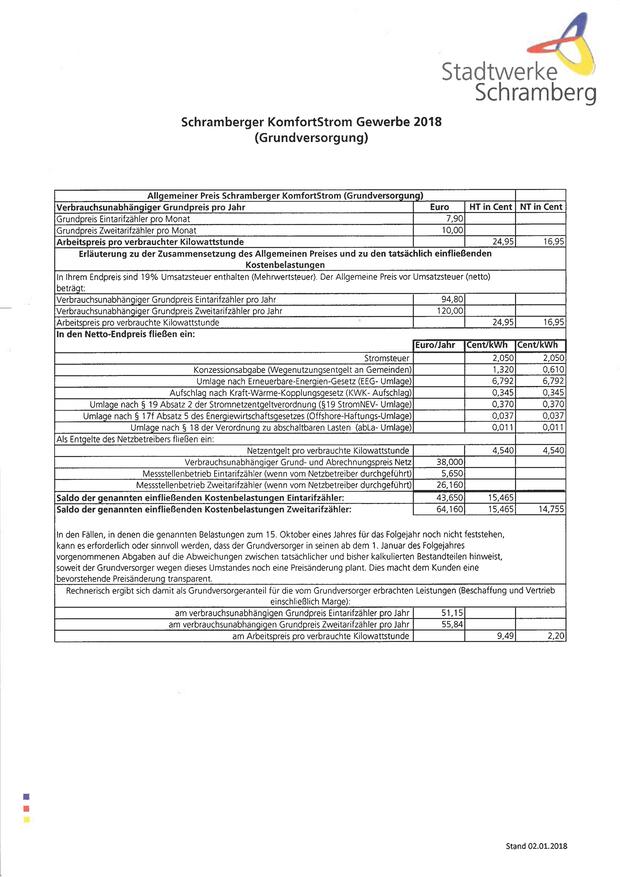 Stadtwerke
Schramberg
Schramberger KomfortStrom Gewerbe 2018
(Grundversorgung)
Allgemeiner Preis Schramberger KomfortStrom (Grundversorgung)
Verbrauchsunabhängiger Grundpreis pro Jahr Euro HT in Cent NT in Cent
Grundpreis Eintarifzähler pro Monat 7,90
Grundpreis Zweitarifzähler pro Monat 10,00
Arbeitspreis pro verbrauchter Kilowattstunde 24,95 16,95
Erläuterung zu der Zusammensetzung des Allgemeinen Preises und zu den tatsächlich einfließenden
Kostenbelastungen
In Ihrem Endpreis sind 19% Umsatzsteuer enthalten (Mehrwertsteuer). Der Allgemeine Preis vor Umsatzsteuer (netto)
beträgt:
Verbrauchsunabhängiger Grundpreis Eintarifzähler pro Jahr 94,80
Verbrauchsunabhängiger Grundpreis Zweitarifzähler pro Jahr 120,00
Arbeitspreis pro verbrauchte Kilowattstunde 24,95 16,95
In den Netto-Endpreis fließen ein:
Euro/Jahr Cent/kWh Cent/kWh
Stromsteuer 2,050 2,050
Konzessionsabgabe (Wegenutzungsentgelt an Gemeinden) 1,320 0,610
Umlage nach Erneuerbare-Energien-Gesetz (EEG- Umlage) 6,792 6,792
Aufschlag nach Kraft-Wärme-Kopplungsgesetz (KWK- Aufschlag) 0,345 0,345
Umlage nach § 19 Absatz 2 der Stromnetzentgeltverordnung (§19 StromNEV- Umlage) 0,370 0,370
Umlage nach § 17f Absatz 5 des Energiewirtschaftsgesetzes (Offshore-Haftungs-Umlage) 0,037 0,037
Umlage nach § 18 der Verordnung zu abschaltbaren Lasten (abLa- Umlage) 0,011 0,011
Als Entgelte des Netzbetreibers fließen ein:
Netzentgelt pro verbrauchte Kilowattstunde 4,540 4,540
Verbrauchsunabhängiger Grund- und Abrechnungspreis Netz 38,000
Messstellenbetrieb Eintarifzähler (wenn vom Netzbetreiber durchgeführt) 5,650
Messstellenbetrieb Zweitarifzähler (wenn vom Netzbetreiber durchgeführt) 26,160
Saldo der genannten einfließenden Kostenbelastungen Eintarifzähler: 43,650 15,465
Saldo der genannten einfließenden Kostenbelastungen Zweitarifzähler: 64,160 15,465 14,755
In den Fällen, in denen die genannten Belastungen zum 15. Oktober eines Jahres für das Folgejahr noch nicht feststehen,
kann es erforderlich oder sinnvoll werden, dass der Grundversorger in seinen ab dem 1. Januar des Folgejahres
vorgenommenen Abgaben auf die Abweichungen zwischen tatsächlicher und bisher kalkulierten Bestandteilen hinweist,
soweit der Grundversorger wegen dieses Umstandes noch eine Preisänderung plant. Dies macht dem Kunden eine
bevorstehende Preisänderung transparent.
Rechnerisch ergibt sich damit als Grundversorgeranteil für die vom Grundversorger erbrachten Leistungen (Beschaffung und Vertrieb
einschließlich Marge):
am verbrauchsunabhängigen Grundpreis Eintarifzähler pro Jahr 51,15
am verbrauchsunabhängigen Grundpreis Zweitarifzähler pro Jahr 55,84
am Arbeitspreis pro verbrauchte Kilowattstunde 9,49 2,20
Stand 02.01.2018